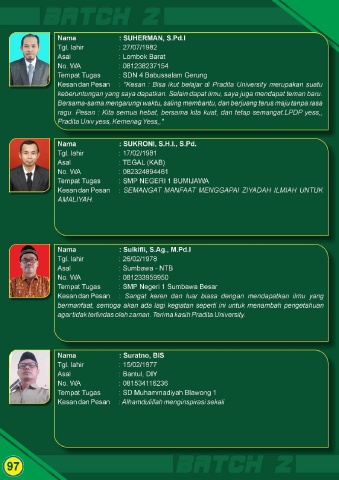 BATCH 2
Nama : SUHERMAN, S.Pd.I
Tgl. lahir : 27/07/1982
Asal : Lombok Barat
No. WA : 081238237154
Tempat Tugas : SDN 4 Babussalam Gerung
Kesan dan Pesan : "Kesan : Bisa ikut belajar di Pradita University merupakan suatu
keberuntungan yang saya dapatkan. Selain dapat ilmu, saya juga mendapat teman baru.
Bersama-sama mengarungi waktu, saling membantu, dan berjuang terus maju tanpa rasa
ragu. Pesan : Kita semua hebat, bersama kita kuat, dan tetap semangat.LPDP yess,,
Pradita Univ yess, Kemenag Yess,,"
Nama : SUKRONI, S.H.I., S.Pd.
Tgl. lahir : 17/02/1981
Asal : TEGAL (KAB)
No. WA : 082324894461
Tempat Tugas : SMP NEGERI 1 BUMIJAWA
Kesan dan Pesan : SEMANGAT MANFAAT MENGGAPAI ZIYADAH ILMIAH UNTUK
AMALIYAH.
Nama : Sulkifli, S.Ag., M.Pd.I
Tgl. lahir : 26/02/1978
Asal : Sumbawa - NTB
No. WA : 081233959950
Tempat Tugas : SMP Negeri 1 Sumbawa Besar
Kesan dan Pesan : Sangat keren dan luar biasa dengan mendapatkan ilmu yang
bermanfaat, semoga akan ada lagi kegiatan seperti ini untuk menambah pengetahuan
agar tidak tertindas oleh zaman. Terima kasih Pradita University.
Nama : Suratno, BIS
Tgl. lahir : 15/02/1977
Asal : Bantul, DIY
No. WA : 081534116236
Tempat Tugas : SD Muhammadiyah Blawong 1
Kesan dan Pesan : Alhamdulillah menginspirasi sekali
97
BATCH 2